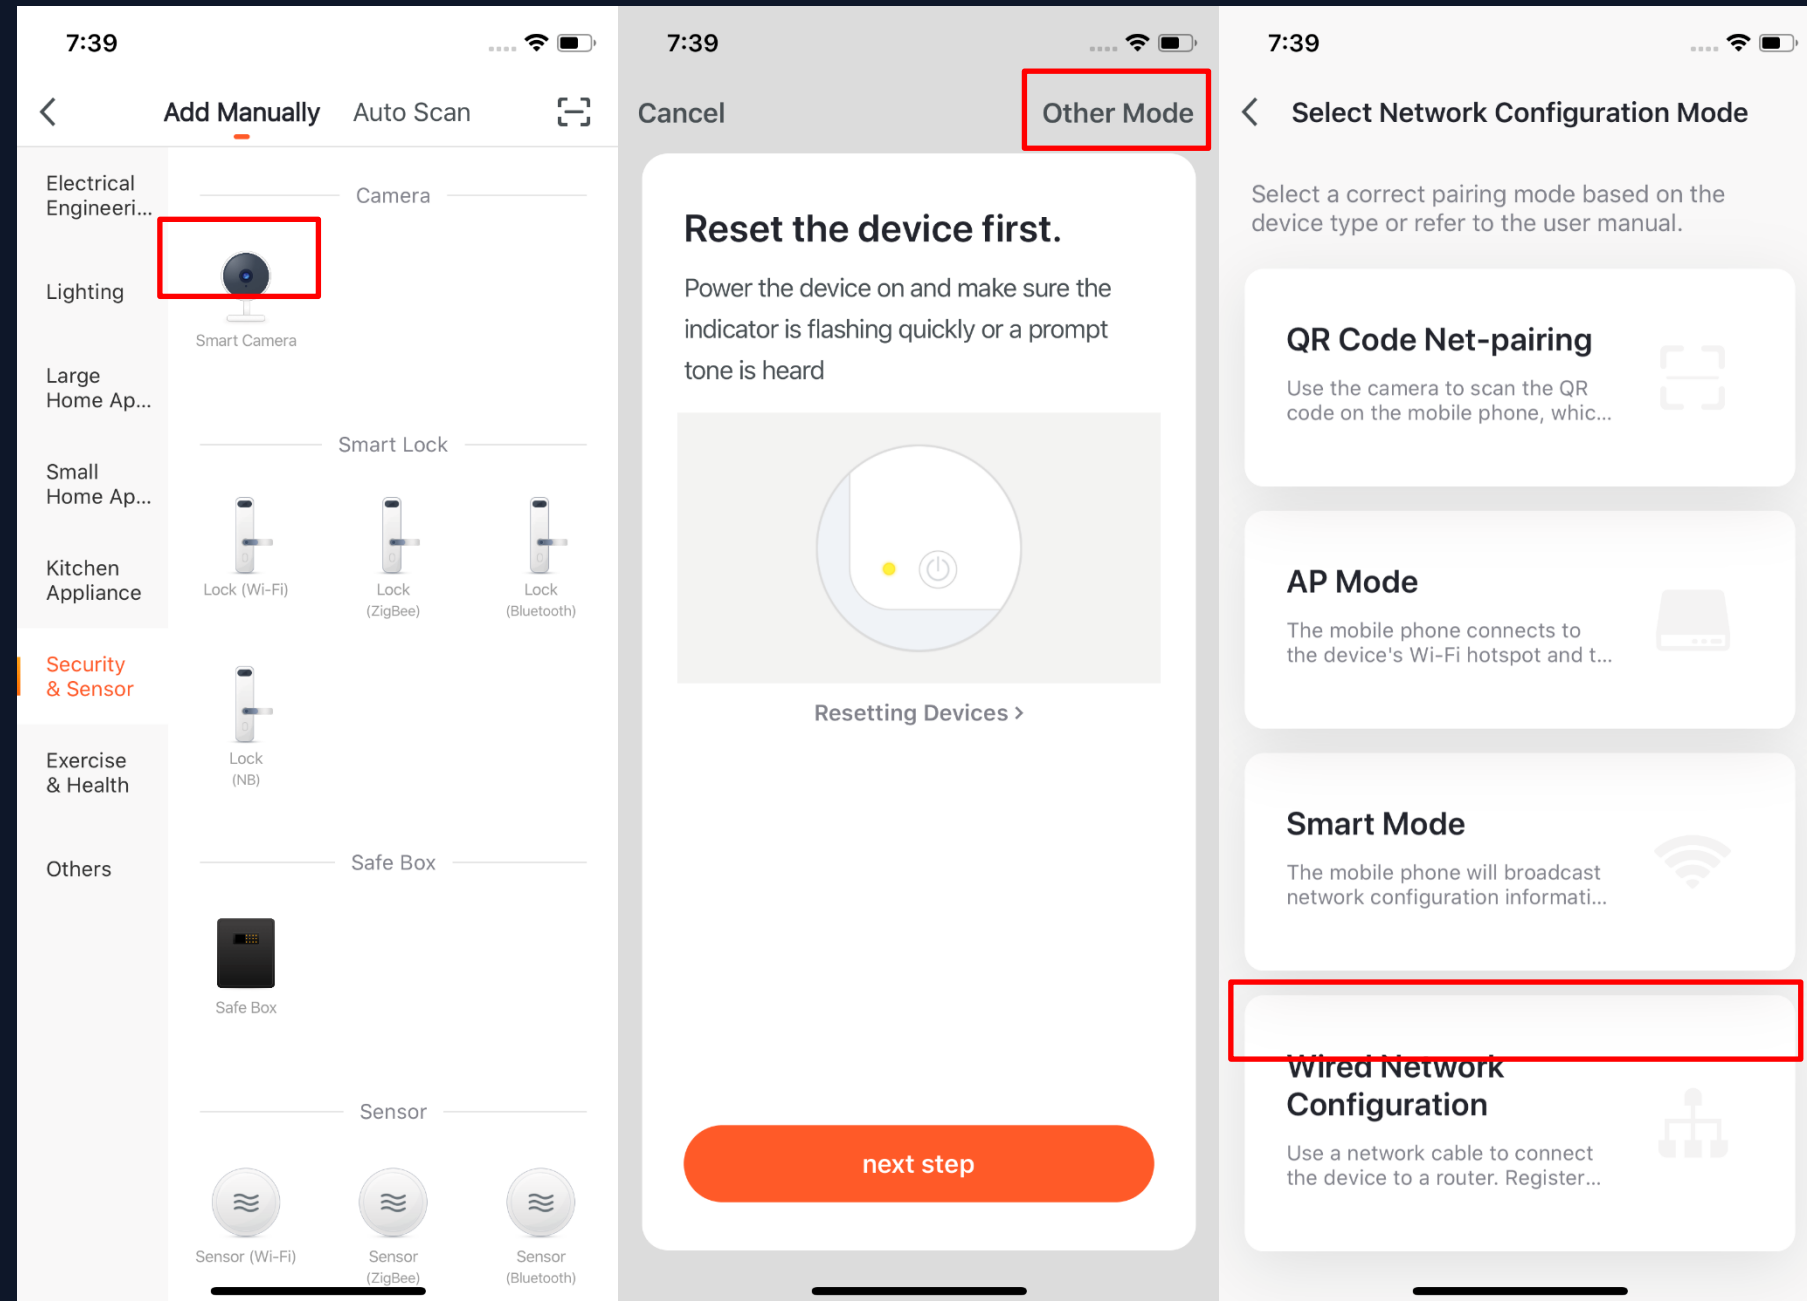 7:39
Add Manually
Auto Scan
Electrical
Engineeri...
Lighting
Large
Home Ap...
Small
Home Ap...
Kitchen
Appliance
Security
& Sensor
Exercise
& Health
Others
Camera
Smart Camera
Smart Lock
Lock (Wi-Fi)
Lock
(ZigBee)
Lock
(Bluetooth)
Lock
(NB)
Safe Box
Safe Box
Sensor
Sensor (Wi-Fi)
Sensor
(ZigBee)
Sensor
(Bluetooth)
7:39
Cancel
Other Mode
Reset the device first.
Power the device on and make sure the
indicator is flashing quickly or a prompt
tone is heard
Resetting Devices >
next step
7:39
Select Network Configuration Mode
Select a correct pairing mode based on the
device type or refer to the user manual.
QR Code Net-pairing
Use the camera to scan the QR
code on the mobile phone, whic...
AP Mode
The mobile phone connects to
the device's Wi-Fi hotspot and t...
Smart Mode
The mobile phone will broadcast
network configuration informati...
Wired Network
Configuration
Use a network cable to connect
the device to a router. Register...